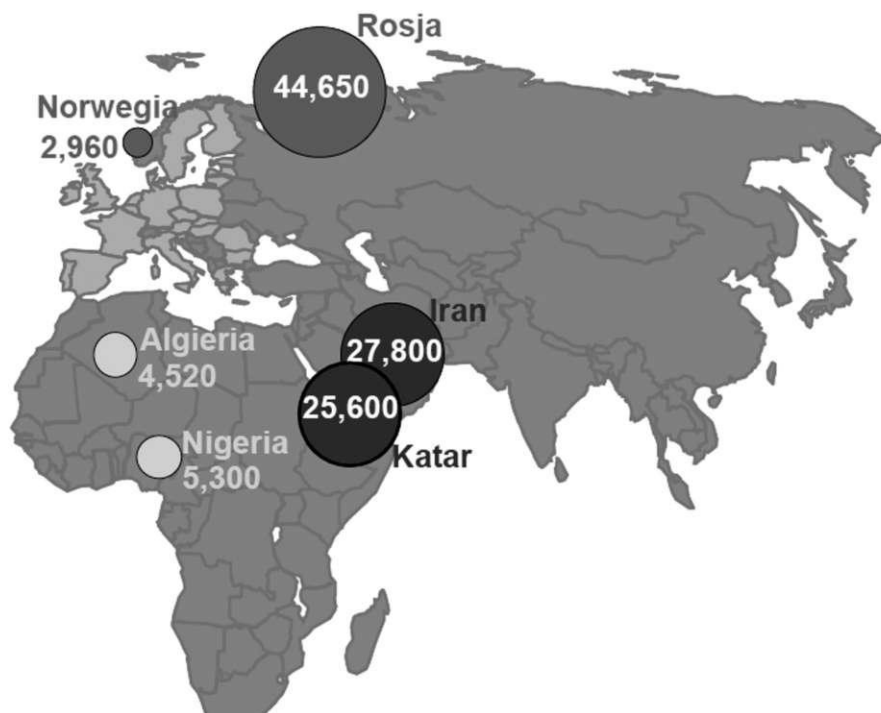 Rosja
44,650
Norwegia
2,960
Iran
27,800
Algieria
4,520
25,600
Katar
Nigeria
5,300